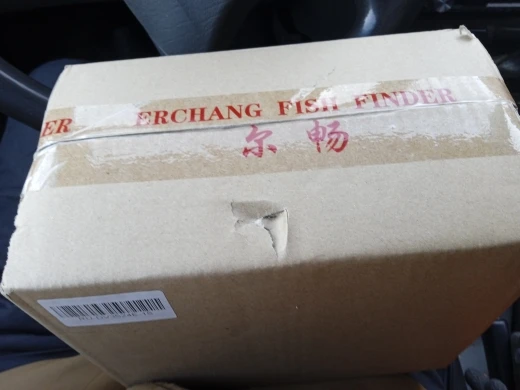 ER ERCHANG FISH FINDER
尔 畅